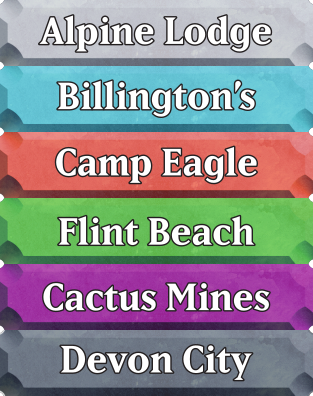 Alpine Lodge
Billington's
Camp Eagle
Flint Beach
Cactus Mines
Devon City